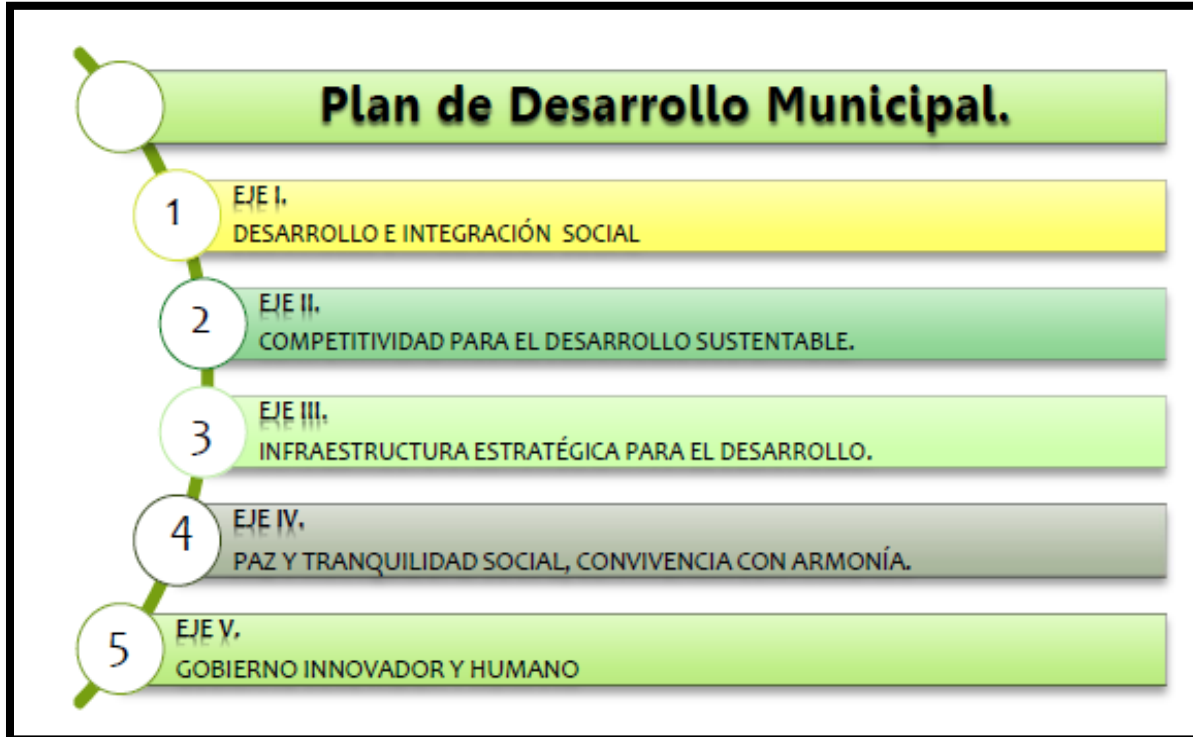 Plan de Desarrollo Municipal.
1
EJE I.
DESARROLLO E INTEGRACIÓN SOCIAL
2
EJE II.
COMPETITIVIDAD PARA EL DESARROLLO SUSTENTABLE.
3
EJE III.
INFRAESTRUCTURA ESTRATÉGICA PARA EL DESARROLLO.
4
EJE IV.
PAZ Y TRANQUILIDAD SOCIAL, CONVIVENCIA CON ARMONÍA.
5
EJE V.
GOBIERNO INNOVADOR Y HUMANO